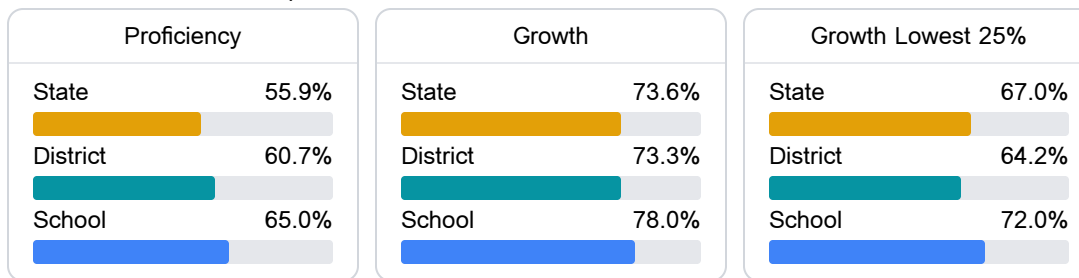 Proficiency
State 55.9%
District 60.7%
School 65.0%
Growth
State 73.6%
District 73.3%
School 78.0%
Growth Lowest 25%
State 67.0%
District 64.2%
School 72.0%